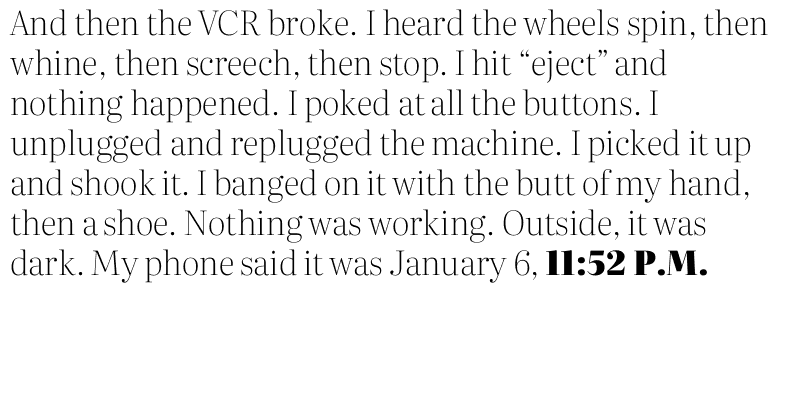 And then the VCR broke. I heard the wheels spin, then
whine, then screech, then stop. I hit “eject” and
nothing happened. I poked at all the buttons. I
unplugged and replugged the machine. I picked it up
and shook it. I banged on it with the butt of my hand,
then a shoe. Nothing was working. Outside, it was
dark. My phone said it was January 6, 11:52 P.M.